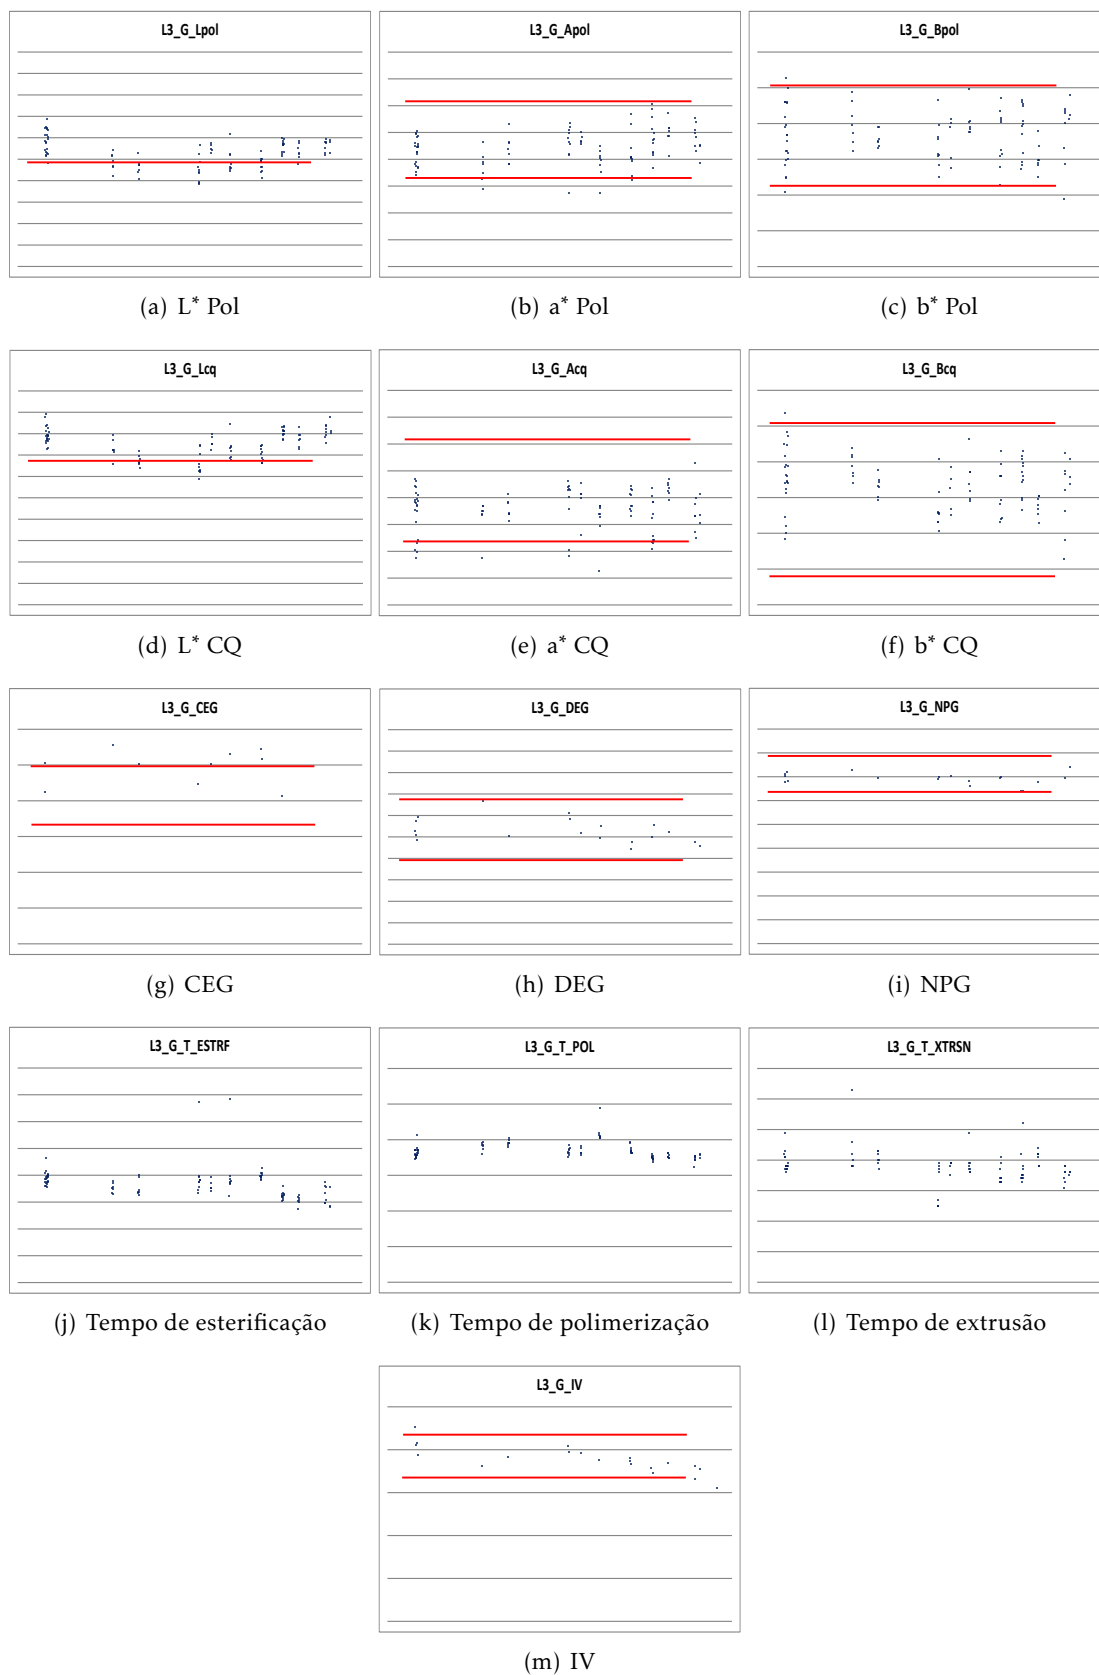 L3_G_Lpol
L3_G_Apol
L3_G_Bpol
(a) L* Pol
(b) a* Pol
(c) b* Pol
L3_G_Lcq
L3_G_Acq
L3_G_Bcq
(d) L* CQ
(e) a* CQ
(f) b* CQ
L3_G_CEG
L3_G_DEG
L3_G_NPG
(g) CEG
(h) DEG
(i) NPG
L3_G_T_ESTRF
L3_G_T_POL
L3_G_T_XTRSN
(j) Tempo de esterificação
(k) Tempo de polimerização
(l) Tempo de extrusão
L3_G_IV
(m) IV